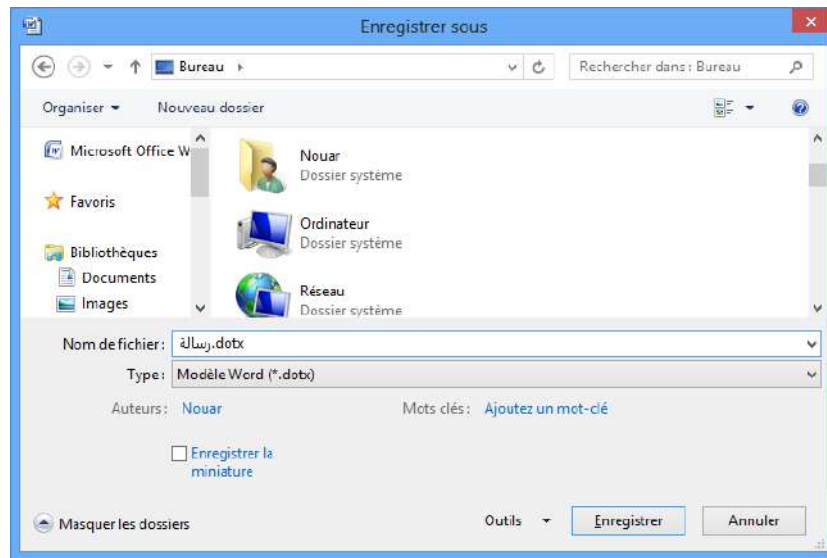 Enregistrer sous
Bureau
Rechercher dans : Bureau
Organiser
Nouveau dossier
Microsoft Office W
Favoris
Bibliothèques
Documents
Images
Nouar
Dossier système
Ordinateur
Dossier système
Réseau
Dossier système
Nom de fichier : رسالة.dotx
Type : Modèle Word (*.dotx)
Auteurs : Nouar
Mots clés : Ajoutez un mot-clé
Enregistrer la
miniature
Masquer les dossiers
Outils
Enregistrer
Annuler